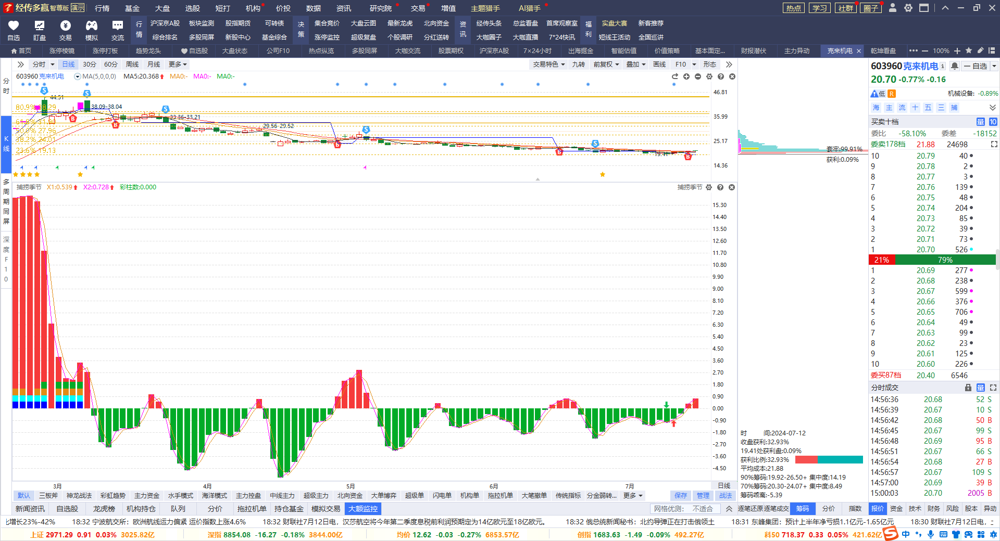 经传多赢 智尊版 演示 行情 基金 大盘 选股 短打 机构 价投 数据 资讯 研究院 交易 增值 主题猎手 AI猎手 热点 学习 社群 圈子
自选 盯盘 交易 模拟 交流
行情 沪深京A股 板块监测 股指期货 可转债 决策 集合竞价 大盘云图 最新龙虎 北向资金 资讯 经传头条 总监看盘 首席观察室 福利 实盘大赛 新客推荐
综合排名 多股同屏 新股中心 基金综合 涨停监控 超级复盘 个股调研 分红送转 大咖圈子 大咖直播 7*24快讯 短线王活动 全国巡讲
首页 涨停棱镜 涨停打板 趋势龙头 自选股 大盘状态 公司F10 热点纵览 多股同屏 大咖交流 股票期权 沪深京A股 7×24小时 出海掘金 智能估值 价值策略 基本面定... 财报潜伏 主力异动 克来机电 乾坤看盘 100%
分时 日线 30分 60分 周线 月线 更多 交易特色 九转 前复权 叠加 画线 F10 形态
603960 克来机电 MA(5,0,0,0) MA5:20.368 MA0:- MA0:- MA0:-
分时
K线
多周期同屏
深度F10
44.51
38.09-38.04
33.36-33.21
29.56-29.52
19.41
80.9% 38.29
50.0% 27.96
38.2% 24.01
23.6% 19.13
46.81
35.99
25.17
14.36
捕捞季节 X1:0.539 X2:0.728 彩柱数:0.000 捕捞季节
15.30
14.40
13.50
12.60
11.70
10.80
9.90
9.00
8.10
7.20
6.30
5.40
4.50
3.60
2.70
1.80
0.90
0.00
-0.90
-1.80
-2.70
-3.60
-4.50
3月 4月 5月 6月 7月 日线
默认 三板斧 神龙战法 彩虹趋势 主力资金 水手模式 海洋模式 主力控盘 中线主力 超级主力 北向资金 大单博弈 超级单 闪电单 机构单 拖拉机单 大笔撤单 传统指标 分金弱转... 更多 保存 管理 战法
新闻资讯 自选股 龙虎榜 机构持仓 队列 分价 拖拉机单 持仓基金 模拟交易 大额监控 网格优测: 不适合
套牢:99.91%
获利:0.09%
时 间:2024-07-12
收盘获利:32.93%
19.41处获利盘:0.09%
获利比例:32.93%
平均成本:21.88
90%筹码:19.92-26.50+ 集中度:14.19
70%筹码:20.30-24.07+ 集中度:8.49
筹码乖离:-5.39
逐笔还原 逐笔成交 筹码 分价 指数
603960 克来机电 自选
20.70 -0.77% -0.16
低 R 机械设备: -0.89%
海 主 流 十 五 三 捕
买卖十档 量 10
委比 -58.10% 委差 -18152
委卖178档 21.88 24698
10 20.79 40
9 20.78 2
8 20.77 3
7 20.76 139
6 20.75 48
5 20.74 204
4 20.73 85
3 20.72 39
2 20.71 73
1 20.70 526
21% 79%
1 20.69 277
2 20.68 238
3 20.67 599
4 20.66 376
5 20.65 706
6 20.64 49
7 20.63 99
8 20.62 23
9 20.61 125
10 20.60 226
委买87档 20.40 6546
分时成交 量
14:56:36 20.68 52 S
14:56:39 20.67 10 S
14:56:42 20.68 50 B
14:56:45 20.67 99 S
14:56:48 20.69 95 B
14:56:51 20.67 66 S
14:56:54 20.68 27 B
14:56:57 20.67 109 S
14:57:00 20.69 39 B
15:00:03 20.70 2005 B
报价 资金 技术 财务 风险 股本 异动
比增长23%-42% 18:32 宁波航交所：欧洲航线运力偏紧 运价指数上涨4.6% 18:32 财联社7月12日电，汉莎航空将今年第二季度息税前利润预期定为14亿欧元至18亿欧元。 18:32 俄总统新闻秘书：北约导弹正在打击俄领土 18:31 东峰集团：预计上半年净亏损1.1亿元-1.65亿元 18:30 财联社7月12日电，
上证 2971.29 0.91 0.03% 3025.82亿 深指 8854.08 -16.27 -0.18% 3844.00亿 均价 12.62 -0.03 -0.27% 6853.57亿 创指 1683.63 -1.49 -0.09% 492.27亿 科50 718.37 0.33 0.05% 421.62亿 中